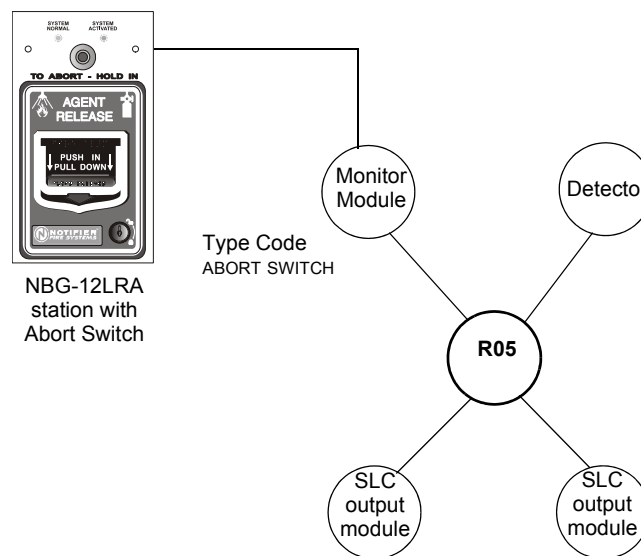 SYSTEM NORMAL
SYSTEM ACTIVATED
TO ABORT - HOLD IN
AGENT
RELEASE
PUSH IN
PULL DOWN
NOTIFIER
FIRE SYSTEMS
NBG-12LRA
station with
Abort Switch
Monitor
Module
Detecto
Type Code
ABORT SWITCH
R05
SLC
output
module
SLC
output
module